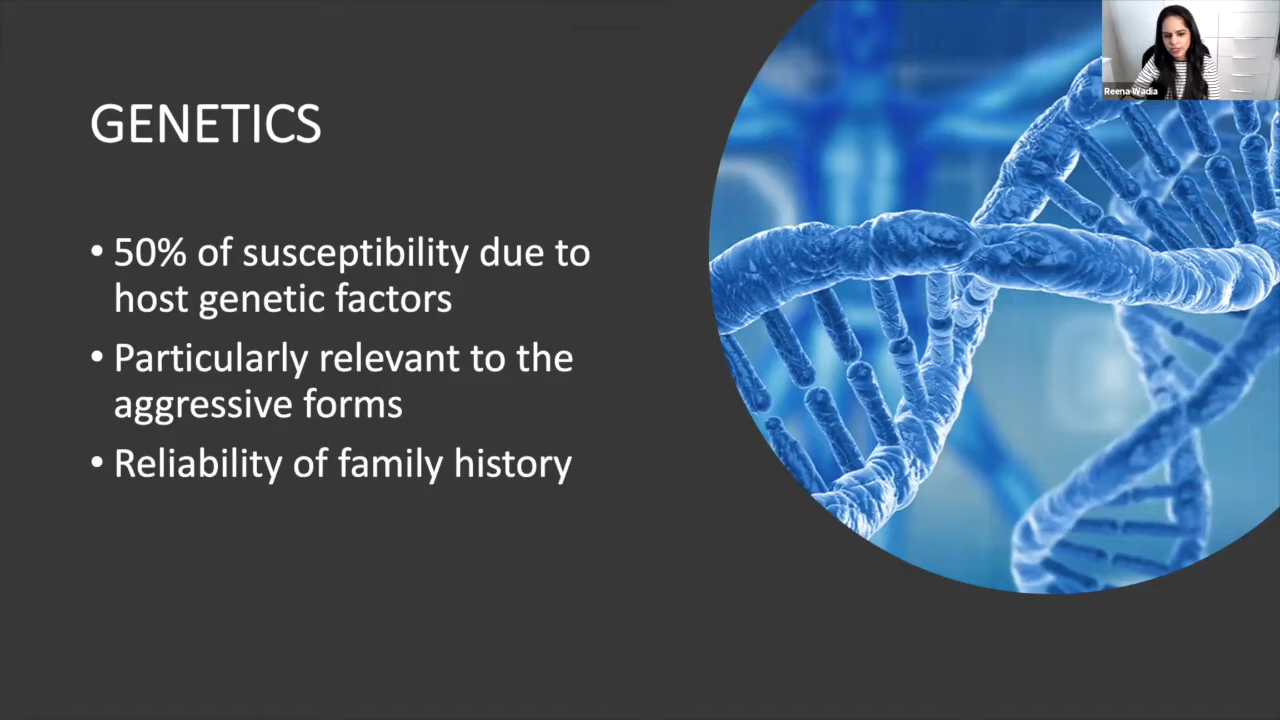 Reena Wadia
GENETICS
• 50% of susceptibility due to
host genetic factors
• Particularly relevant to the
aggressive forms
• Reliability of family history